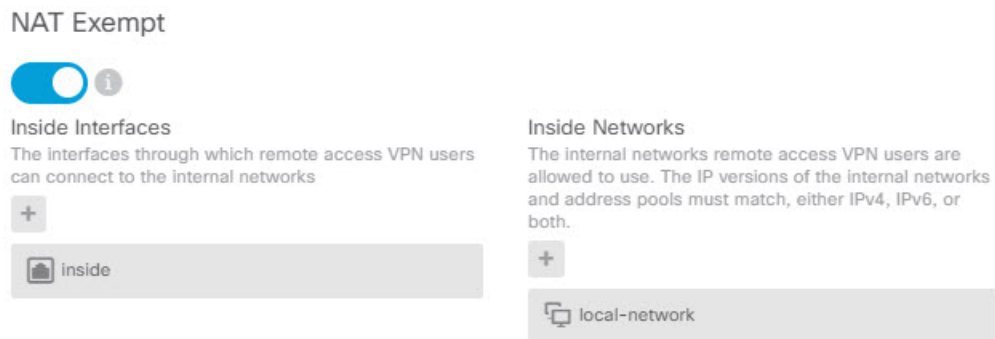 NAT Exempt
Inside Interfaces
The interfaces through which remote access VPN users
can connect to the internal networks
+
inside
Inside Networks
The internal networks remote access VPN users are
allowed to use. The IP versions of the internal networks
and address pools must match, either IPv4, IPv6, or
both.
+
local-network